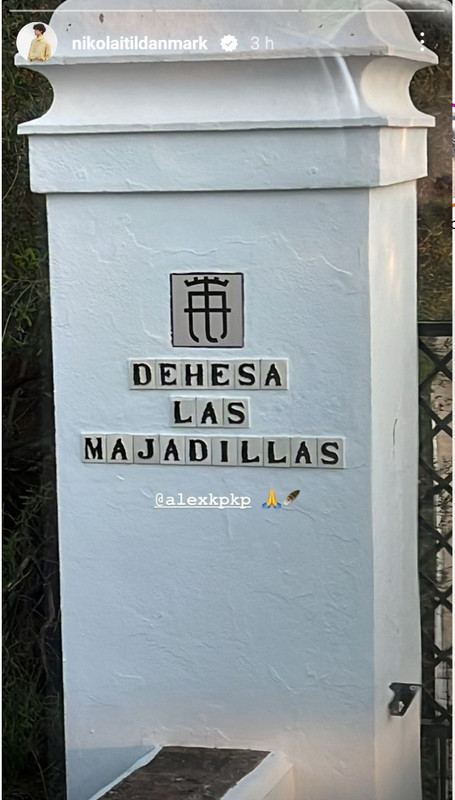 nikolaitildanmark 3 h
DEHESA
LAS
MAJADILLAS
@alexkpkp 🙏🪶